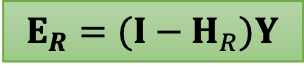 E_R = (I − H_R)Y